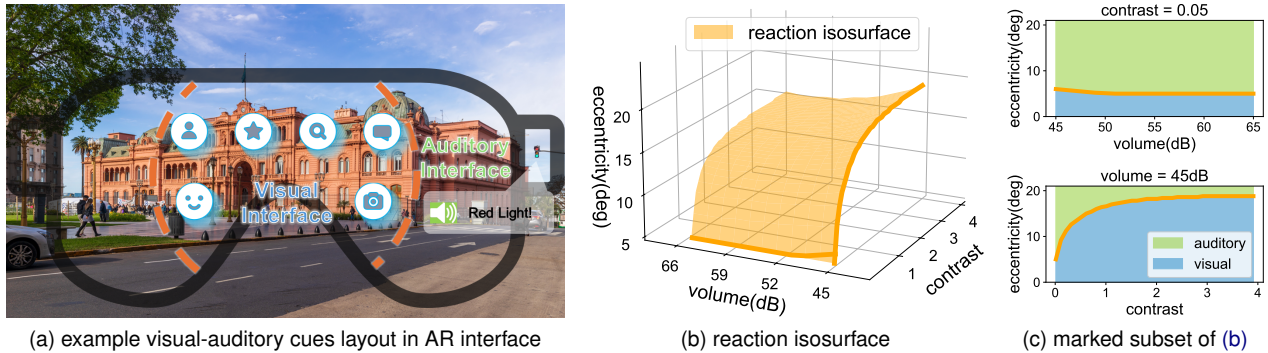 Auditory
Interface
Visual
Interface
Red Light!
(a) example visual-auditory cues layout in AR interface
reaction isosurface
eccentricity(deg)
20
15
10
5
66
59
52
45
volume(dB)
1
2
3
4
contrast
(b) reaction isosurface
contrast = 0.05
eccentricity(deg)
20
10
0
45 50 55 60 65
volume(dB)
volume = 45dB
eccentricity(deg)
20
10
0
auditory
visual
0 1 2 3 4
contrast
(c) marked subset of (b)